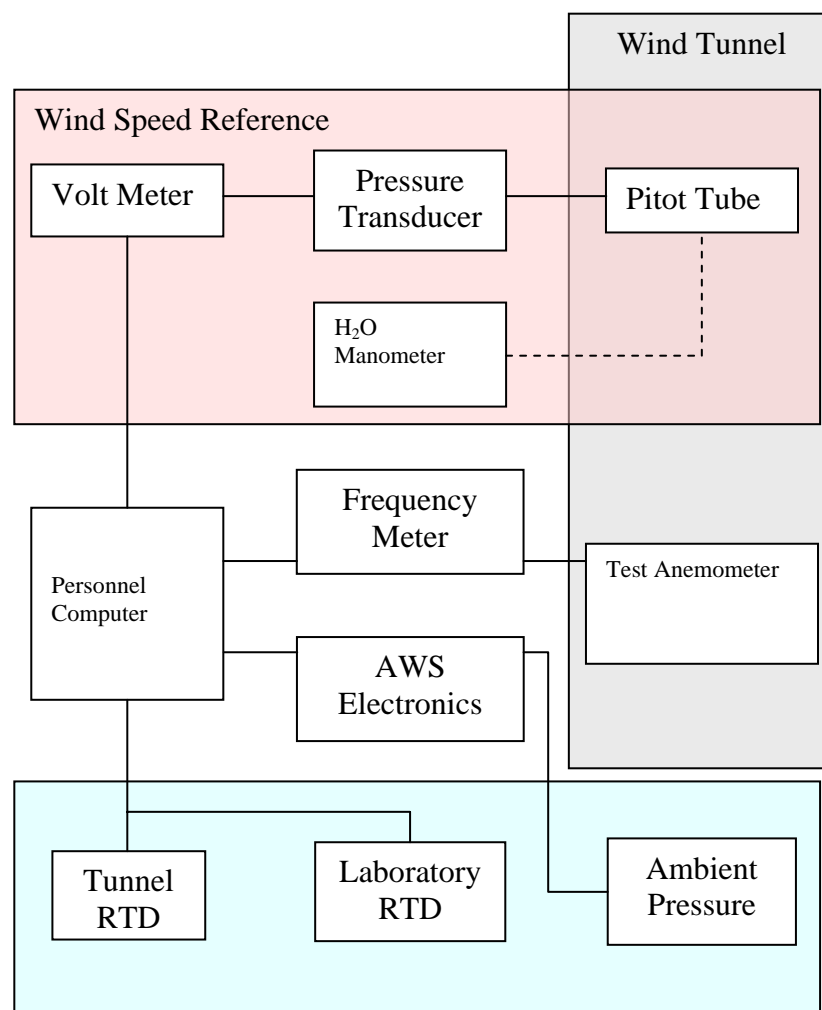 Wind Tunnel
Wind Speed Reference
Volt Meter
Pressure
Transducer
Pitot Tube
H₂O
Manometer
Frequency
Meter
Personnel
Computer
Test Anemometer
AWS
Electronics
Tunnel
RTD
Laboratory
RTD
Ambient
Pressure